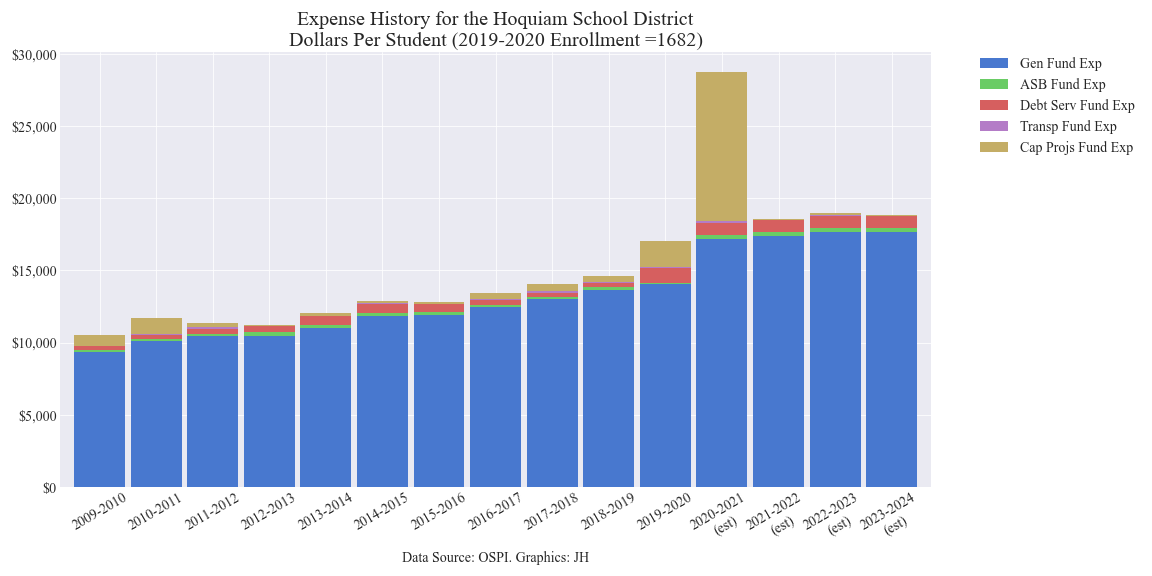 Expense History for the Hoquiam School District
Dollars Per Student (2019-2020 Enrollment =1682)
$30,000
$25,000
$20,000
$15,000
$10,000
$5,000
$0
Gen Fund Exp
ASB Fund Exp
Debt Serv Fund Exp
Transp Fund Exp
Cap Projs Fund Exp
2009-2010
2010-2011
2011-2012
2012-2013
2013-2014
2014-2015
2015-2016
2016-2017
2017-2018
2018-2019
2019-2020
2020-2021
(est)
2021-2022
(est)
2022-2023
(est)
2023-2024
(est)
Data Source: OSPI. Graphics: JH